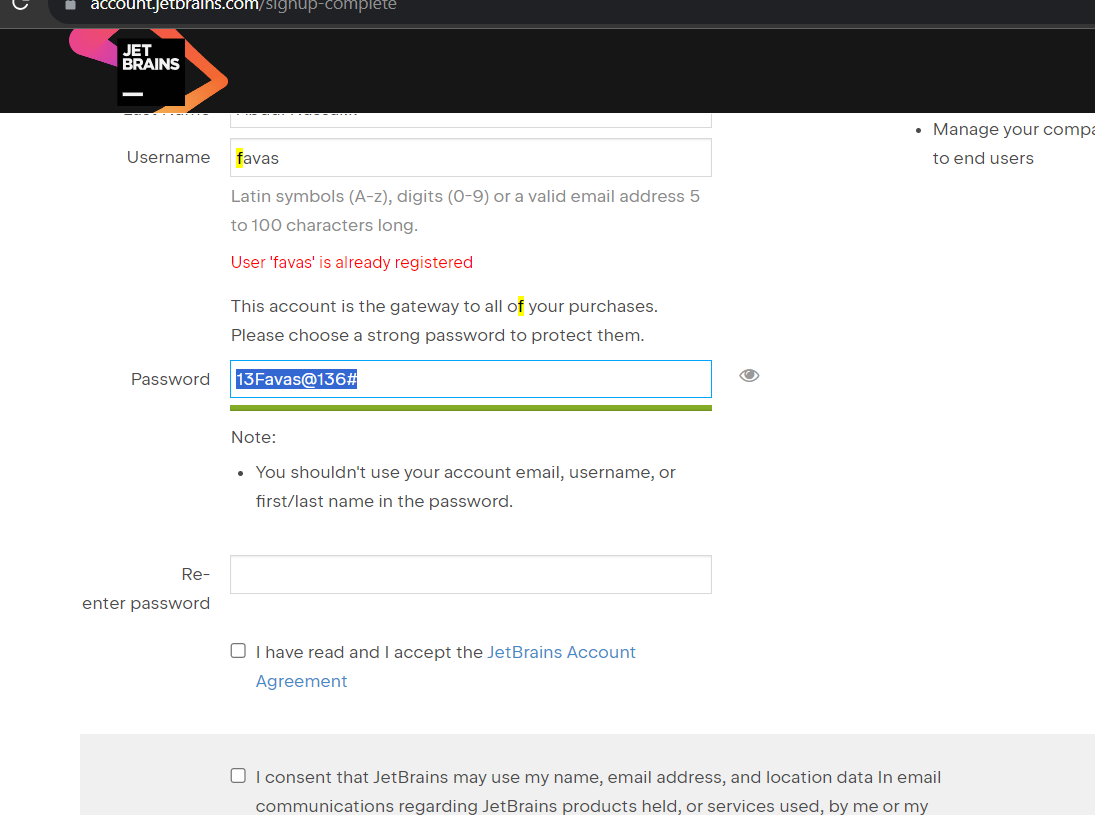 account.jetbrains.com/signup-complete
JET
BRAINS
Last Name
Manage your compa
to end users
Username
favas
Latin symbols (A-z), digits (0-9) or a valid email address 5
to 100 characters long.
User 'favas' is already registered
This account is the gateway to all of your purchases.
Please choose a strong password to protect them.
Password
13Favas@136#
Note:
You shouldn't use your account email, username, or
first/last name in the password.
Re-
enter password
I have read and I accept the JetBrains Account
Agreement
I consent that JetBrains may use my name, email address, and location data In email
communications regarding JetBrains products held, or services used, by me or my